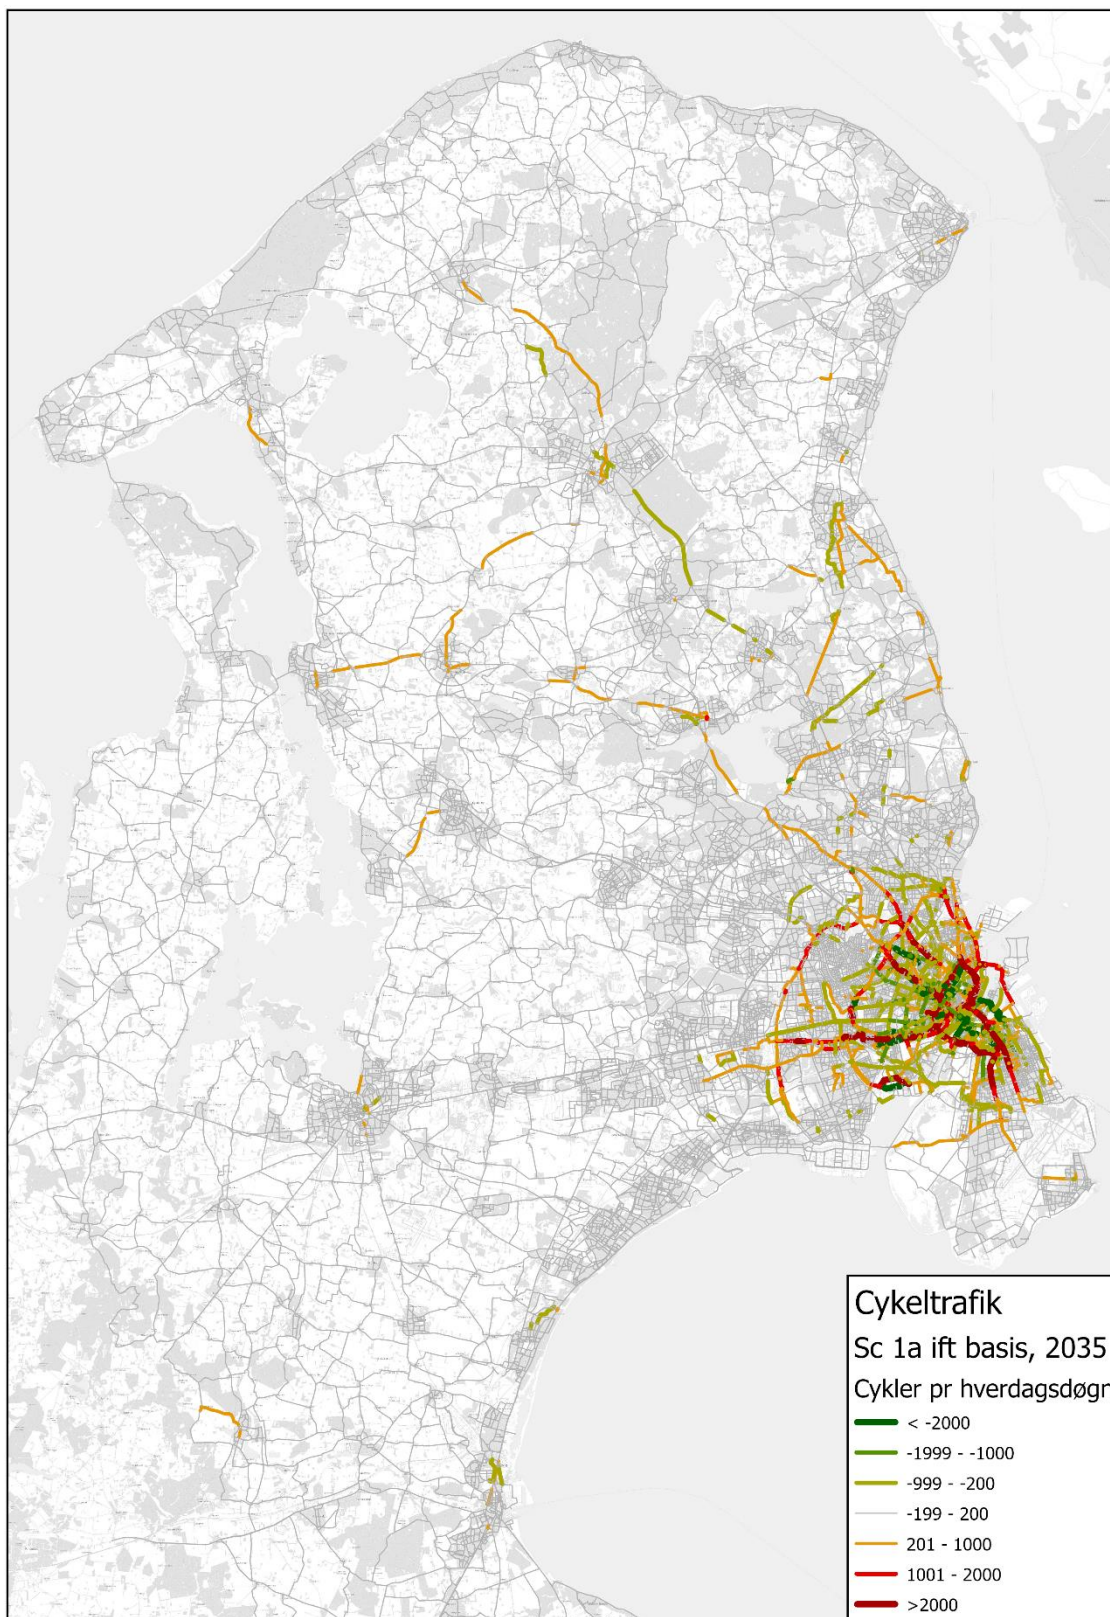 Cykeltrafik
Sc 1a ift basis, 2035
Cykler pr hverdagsdøgn
< -2000
-1999 - -1000
-999 - -200
-199 - 200
201 - 1000
1001 - 2000
>2000